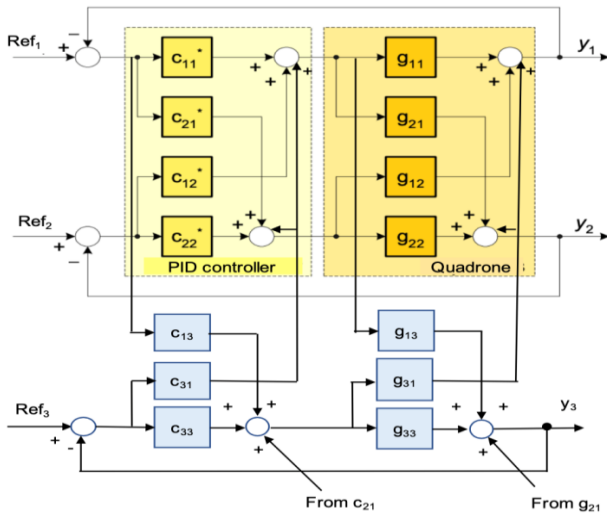 Ref₁
− + c₁₁* + + + g₁₁ + + + y₁
c₂₁* g₂₁
c₁₂* g₁₂
Ref₂
+ − c₂₂* + + g₂₂ + + y₂
PID controller
Quadrone
c₁₃
g₁₃
c₃₁
g₃₁
Ref₃
+ - c₃₃ + + + g₃₃ + + + y₃
From c₂₁
From g₂₁